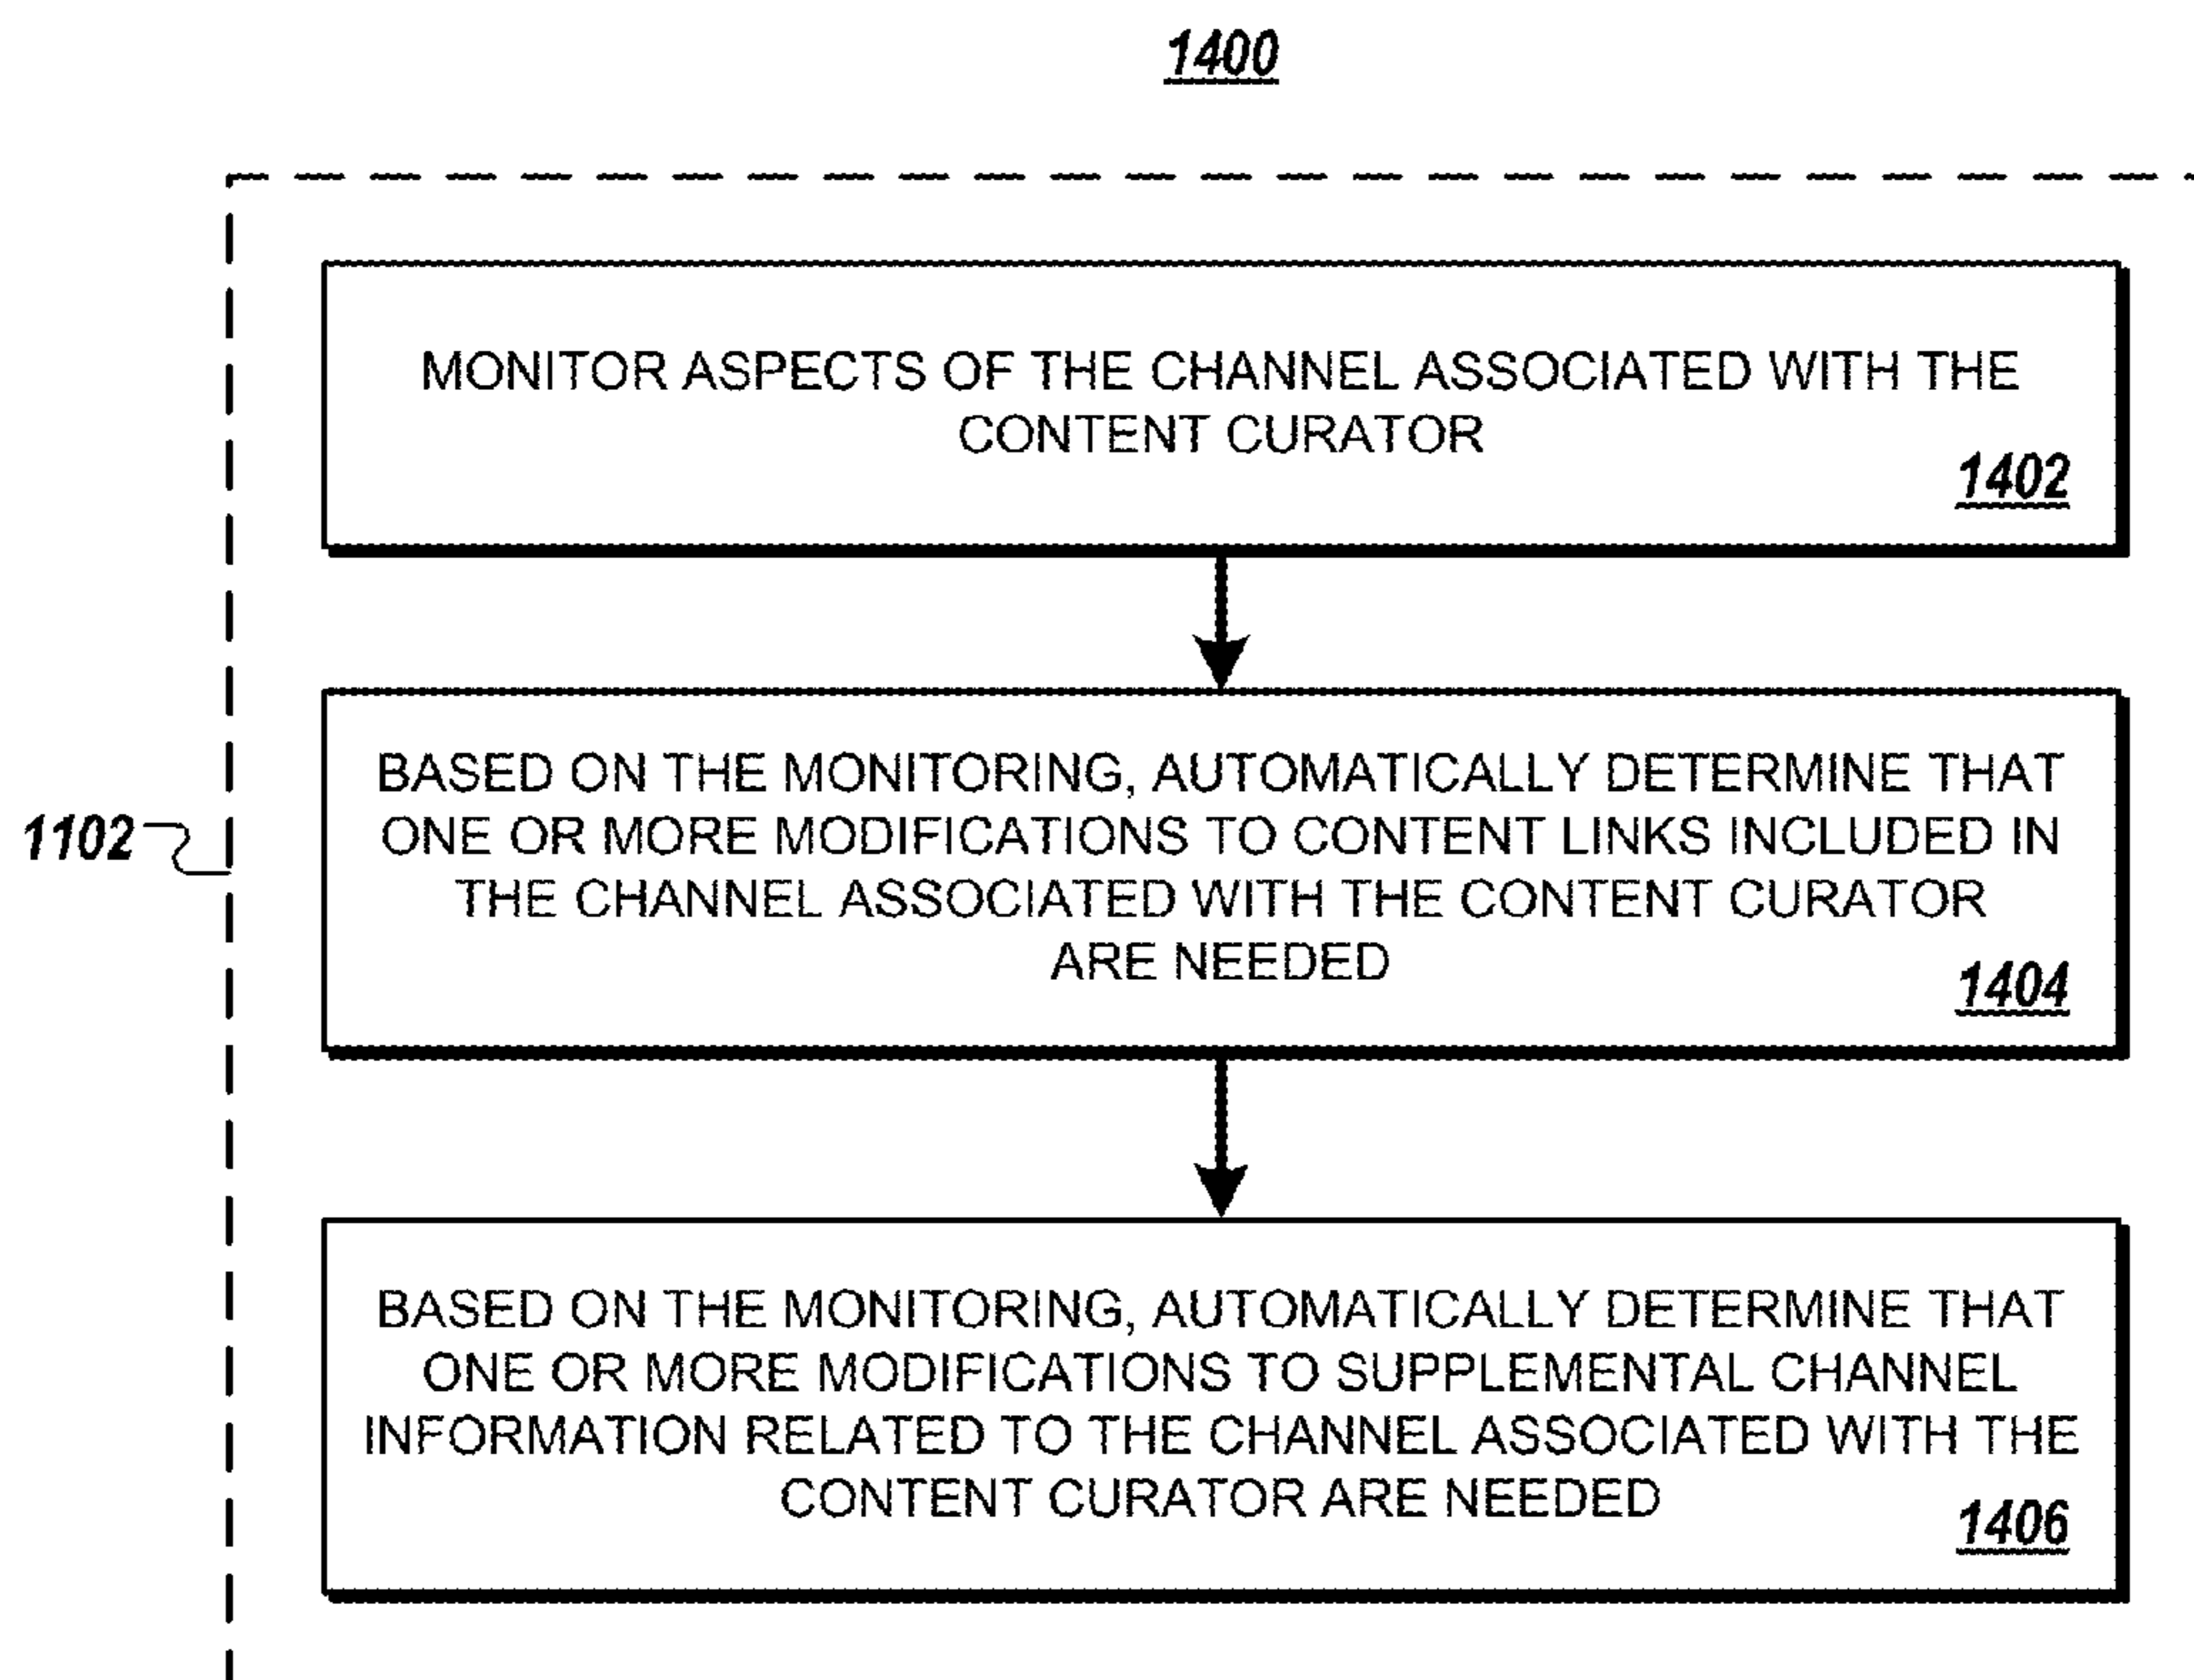 1400
MONITOR ASPECTS OF THE CHANNEL ASSOCIATED WITH THE
CONTENT CURATOR
1402
BASED ON THE MONITORING, AUTOMATICALLY DETERMINE THAT
ONE OR MORE MODIFICATIONS TO CONTENT LINKS INCLUDED IN
THE CHANNEL ASSOCIATED WITH THE CONTENT CURATOR
ARE NEEDED
1404
1102
BASED ON THE MONITORING, AUTOMATICALLY DETERMINE THAT
ONE OR MORE MODIFICATIONS TO SUPPLEMENTAL CHANNEL
INFORMATION RELATED TO THE CHANNEL ASSOCIATED WITH THE
CONTENT CURATOR ARE NEEDED
1406